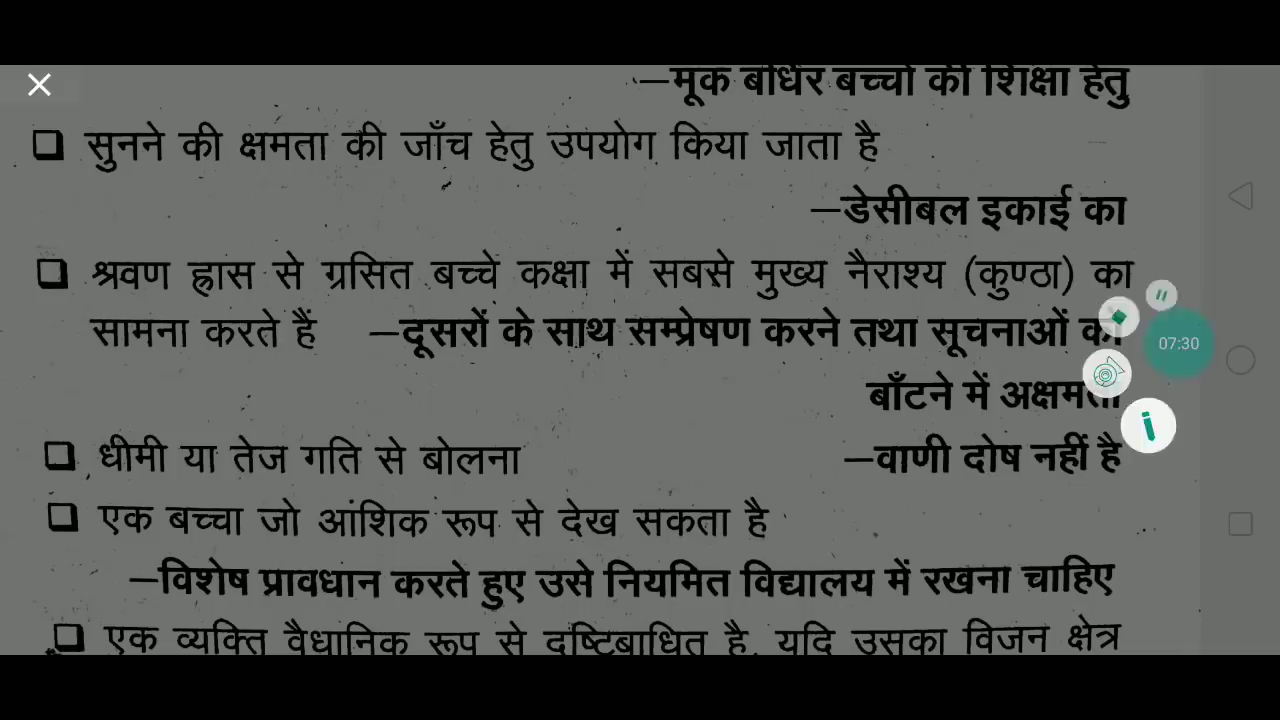 —मूक बधिर बच्चों की शिक्षा हेतु
❑ सुनने की क्षमता की जाँच हेतु उपयोग किया जाता है
—डेसीबल इकाई का
❑ श्रवण ह्रास से ग्रसित बच्चे कक्षा में सबसे मुख्य नैराश्य (कुण्ठा) का
सामना करते हैं —दूसरों के साथ सम्प्रेषण करने तथा सूचनाओं को
07:30
बाँटने में अक्षमता
❑ धीमी या तेज गति से बोलना —वाणी दोष नहीं है
❑ एक बच्चा जो आंशिक रूप से देख सकता है
—विशेष प्रावधान करते हुए उसे नियमित विद्यालय में रखना चाहिए
❑ एक व्यक्ति वैधानिक रूप से दृष्टिबाधित है, यदि उसका विजन क्षेत्र